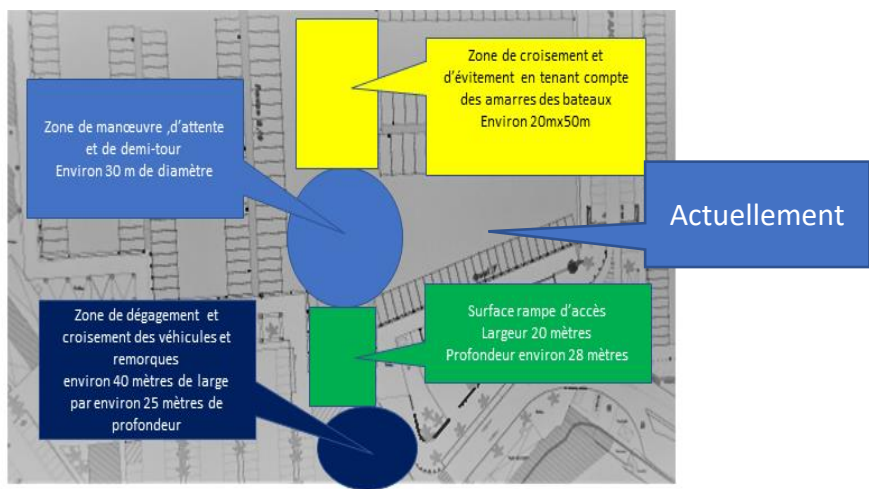 Zone de croisement et
d'évitement en tenant compte
des amarres des bateaux
Environ 20mx50m
Zone de manœuvre ,d'attente
et de demi-tour
Environ 30 m de diamètre
Actuellement
Zone de dégagement et
croisement des véhicules et
remorques
environ 40 mètres de large
par environ 25 mètres de
profondeur
Surface rampe d'accès
Largeur 20 mètres
Profondeur environ 28 mètres